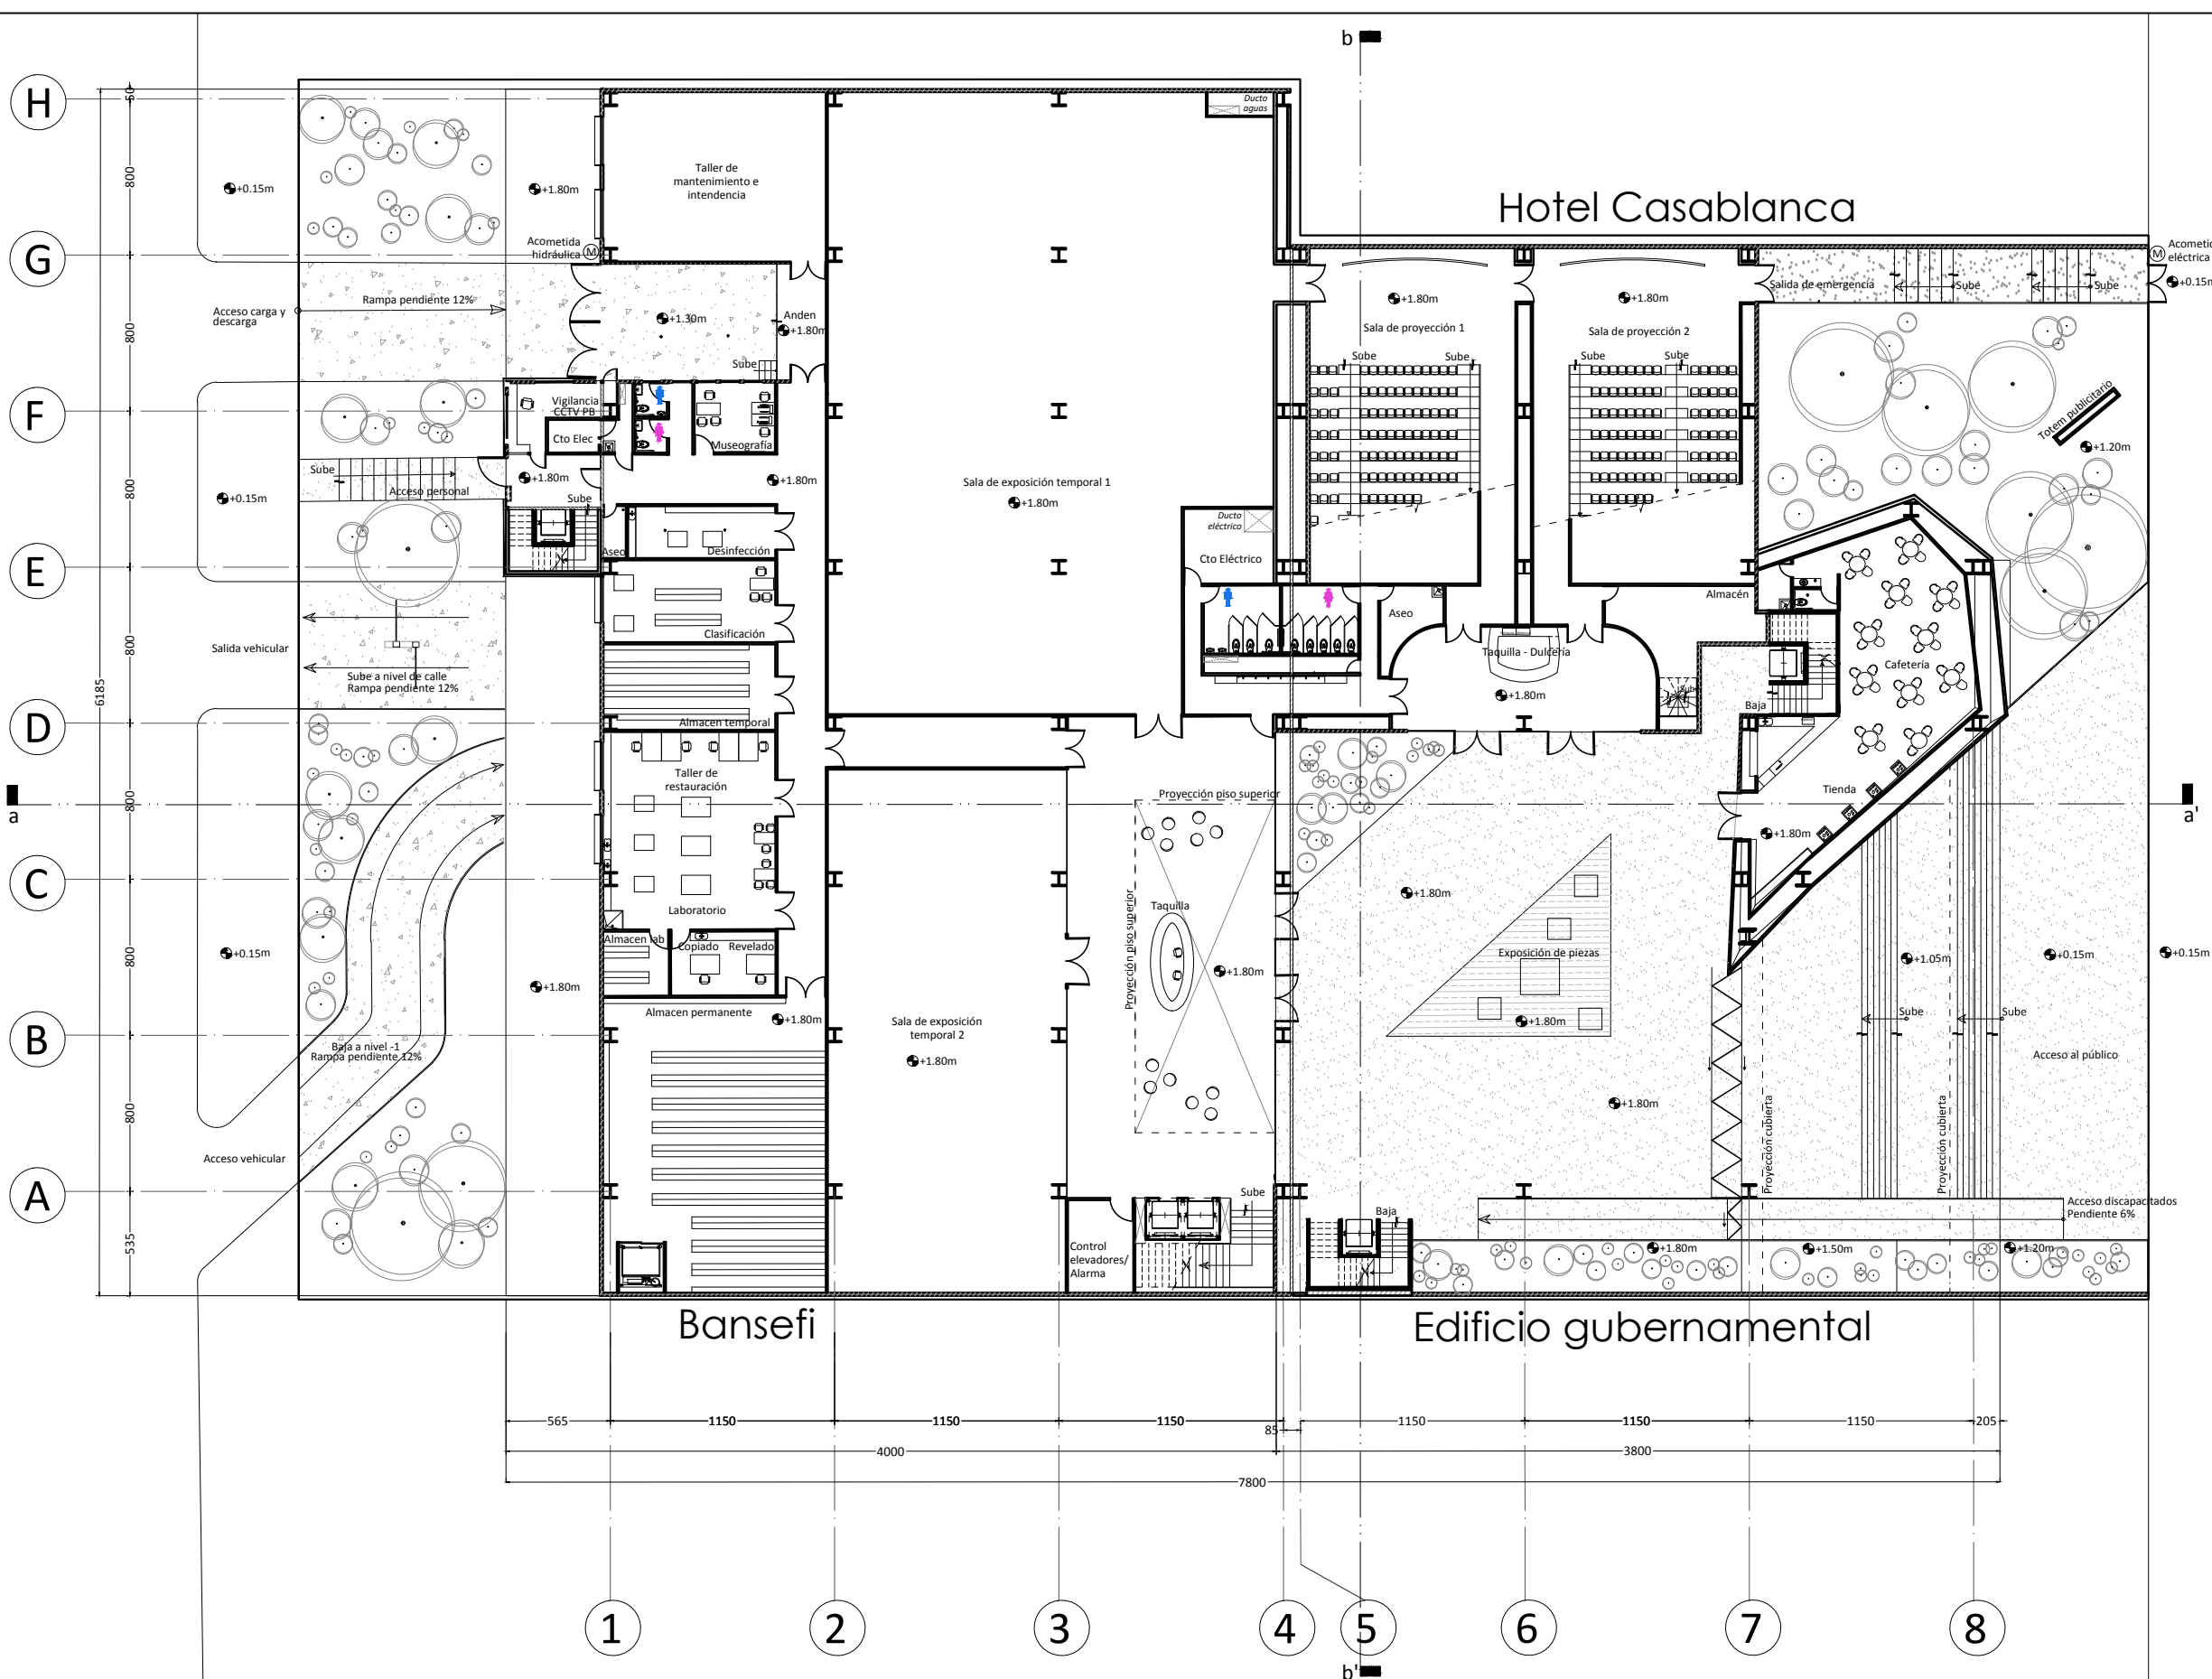 b
H
50
Ducto
aguas
800
Taller de
mantenimiento e
intendencia
+0.15m
+1.80m
Hotel Casablanca
G
Acometida
hidráulica
M
M
Acometid
eléctrica
+0.15m
Rampa pendiente 12%
Acceso carga y
descarga
+1.30m
Anden
+1.80m
Sube
800
+1.80m
+1.80m
Salida de emergencia
Sube
Sube
Sala de proyección 1
Sala de proyección 2
Sube
Sube
Sube
Sube
F
Vigilancia
CCTV PB
Cto Elec
Museografía
Totem publicitario
+1.20m
800
Sube
Acceso personal
+0.15m
+1.80m
Sube
+1.80m
Sala de exposición temporal 1
+1.80m
Ducto
eléctrico
Cto Eléctrico
Aseo
Desinfección
E
Clasificación
Aseo
Almacén
800
Salida vehicular
Sube a nivel de calle
Rampa pendiente 12%
Taquilla - Dulcería
+1.80m
Cafetería
6185
Almacen temporal
Baja
D
Taller de
restauración
Proyección piso superior
Tienda
800
a
a'
+1.80m
C
Laboratorio
Taquilla
+1.80m
Almacen lab
Copiado
Revelado
Proyección piso superior
Exposición de piezas
800
+0.15m
+1.80m
+1.80m
+1.05m
+0.15m
+0.15m
Almacen permanente
+1.80m
Sala de exposición
temporal 2
+1.80m
+1.80m
Sube
Sube
B
Baja a nivel -1
Rampa pendiente 12%
Acceso al público
800
+1.80m
Proyección cubierta
Proyección cubierta
Acceso vehicular
A
Sube
Baja
Acceso discapacitados
Pendiente 6%
535
Control
elevadores/
Alarma
+1.80m
+1.50m
+1.20m
Bansefi
Edificio gubernamental
565
1150
1150
1150
85
1150
1150
1150
205
4000
3800
7800
1
2
3
4
5
6
7
8
b'